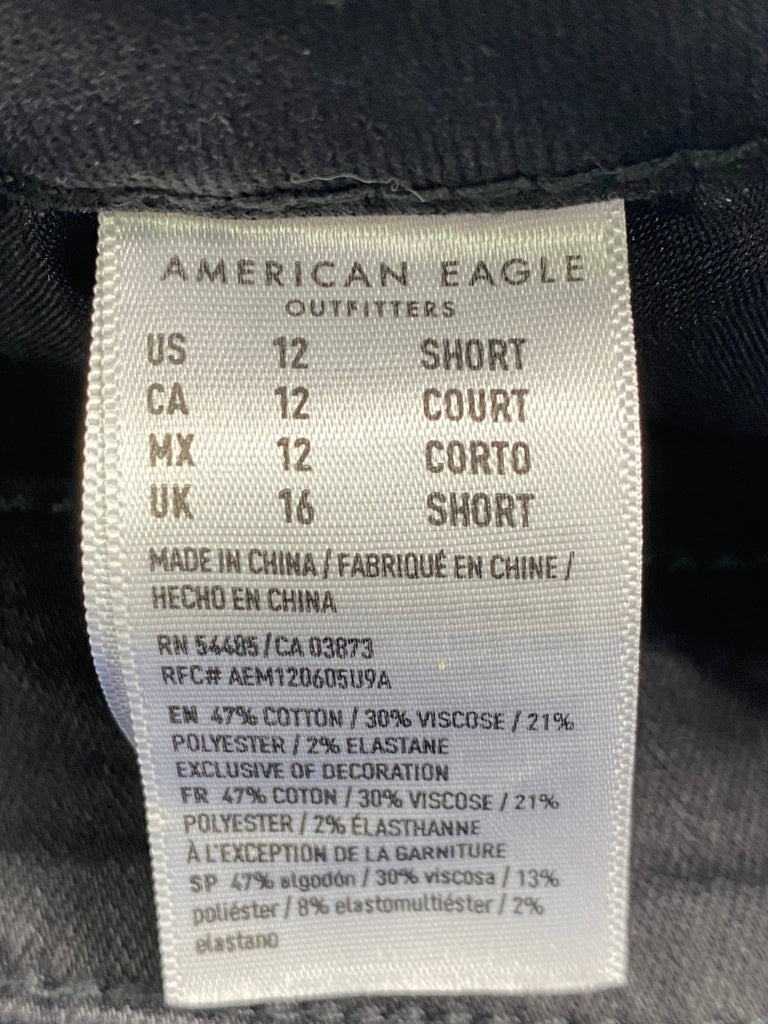 AMERICAN EAGLE
OUTFITTERS
US 12 SHORT
CA 12 COURT
MX 12 CORTO
UK 16 SHORT
MADE IN CHINA / FABRIQUÉ EN CHINE /
HECHO EN CHINA
RN 54485 / CA 03873
RFC# AEM120605U9A
EN 47% COTTON / 30% VISCOSE / 21%
POLYESTER / 2% ELASTANE
EXCLUSIVE OF DECORATION
FR 47% COTON / 30% VISCOSE / 21%
POLYESTER / 2% ÉLASTHANNE
À L'EXCEPTION DE LA GARNITURE
SP 47% algodón / 30% viscosa / 13%
poliéster / 8% elastomultiéster / 2%
elastano